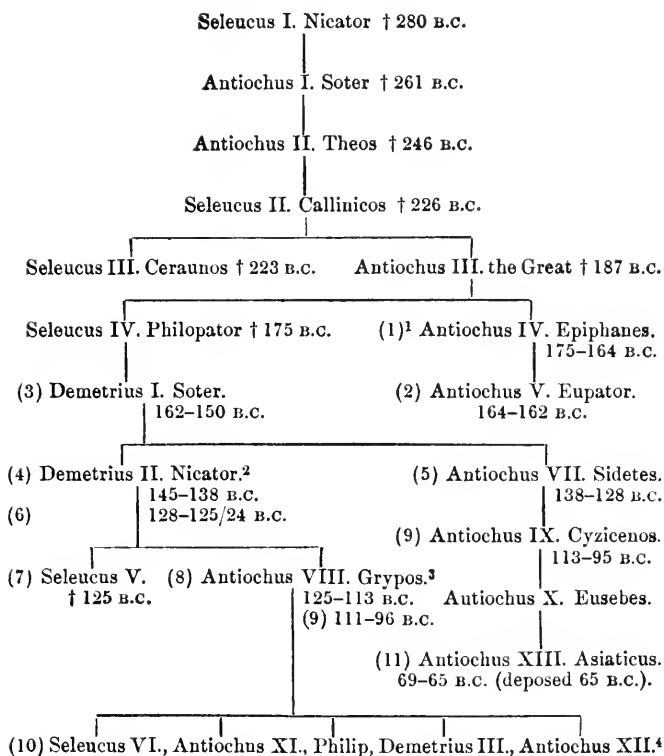 Seleucus I. Nicator † 280 B.C.
Antiochus I. Soter † 261 B.C.
Antiochus II. Theos † 246 B.C.
Seleucus II. Callinicos † 226 B.C.
Seleucus III. Ceraunos † 223 B.C. Antiochus III. the Great † 187 B.C.
Seleucus IV. Philopator † 175 B.C. (1)¹ Antiochus IV. Epiphanes.
175–164 B.C.
(3) Demetrius I. Soter. (2) Antiochus V. Eupator.
162–150 B.C. 164–162 B.C.
(4) Demetrius II. Nicator.² (5) Antiochus VII. Sidetes.
145–138 B.C. 138–128 B.C.
(6) 128–125/24 B.C.
(9) Antiochus IX. Cyzicenos.
113–95 B.C.
(7) Seleucus V. (8) Antiochus VIII. Grypos.³
† 125 B.C. 125–113 B.C. Antiochus X. Eusebes.
(9) 111–96 B.C.
(11) Antiochus XIII. Asiaticus.
69–65 B.C. (deposed 65 B.C.).
(10) Seleucus VI., Antiochus XI., Philip, Demetrius III., Antiochus XII.⁴